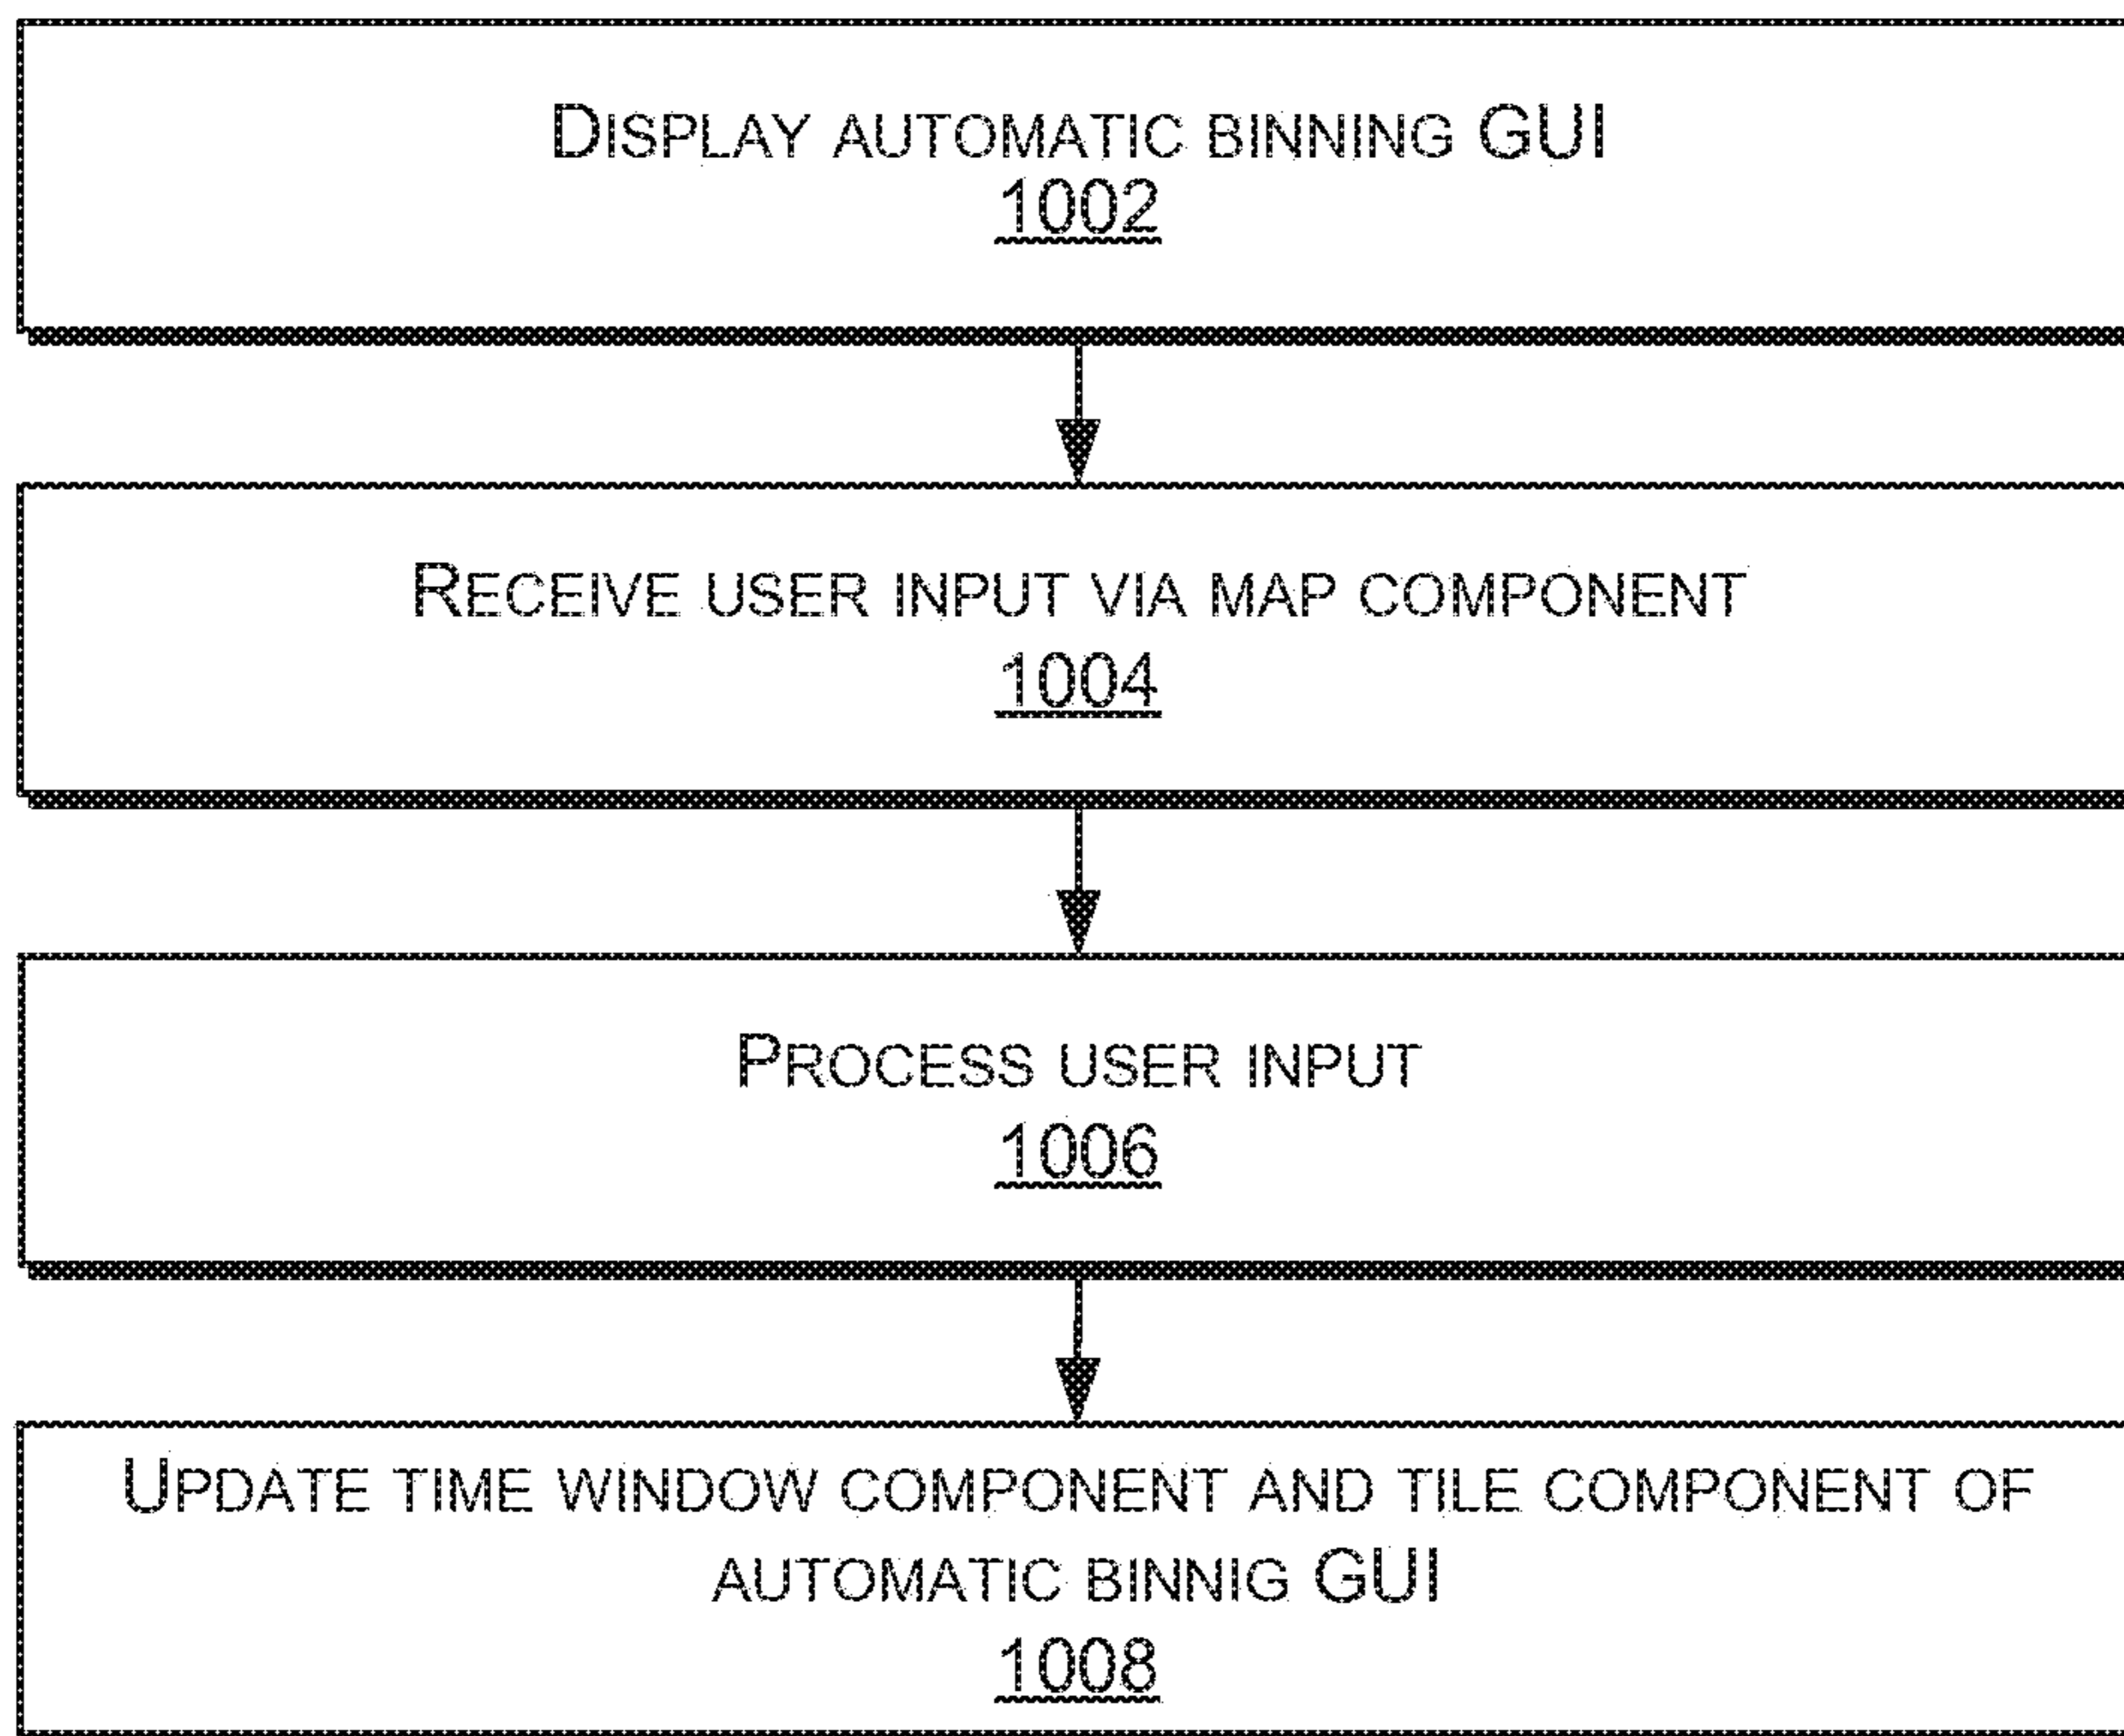 DISPLAY AUTOMATIC BINNING GUI
1002
RECEIVE USER INPUT VIA MAP COMPONENT
1004
PROCESS USER INPUT
1006
UPDATE TIME WINDOW COMPONENT AND TILE COMPONENT OF
AUTOMATIC BINNIG GUI
1008